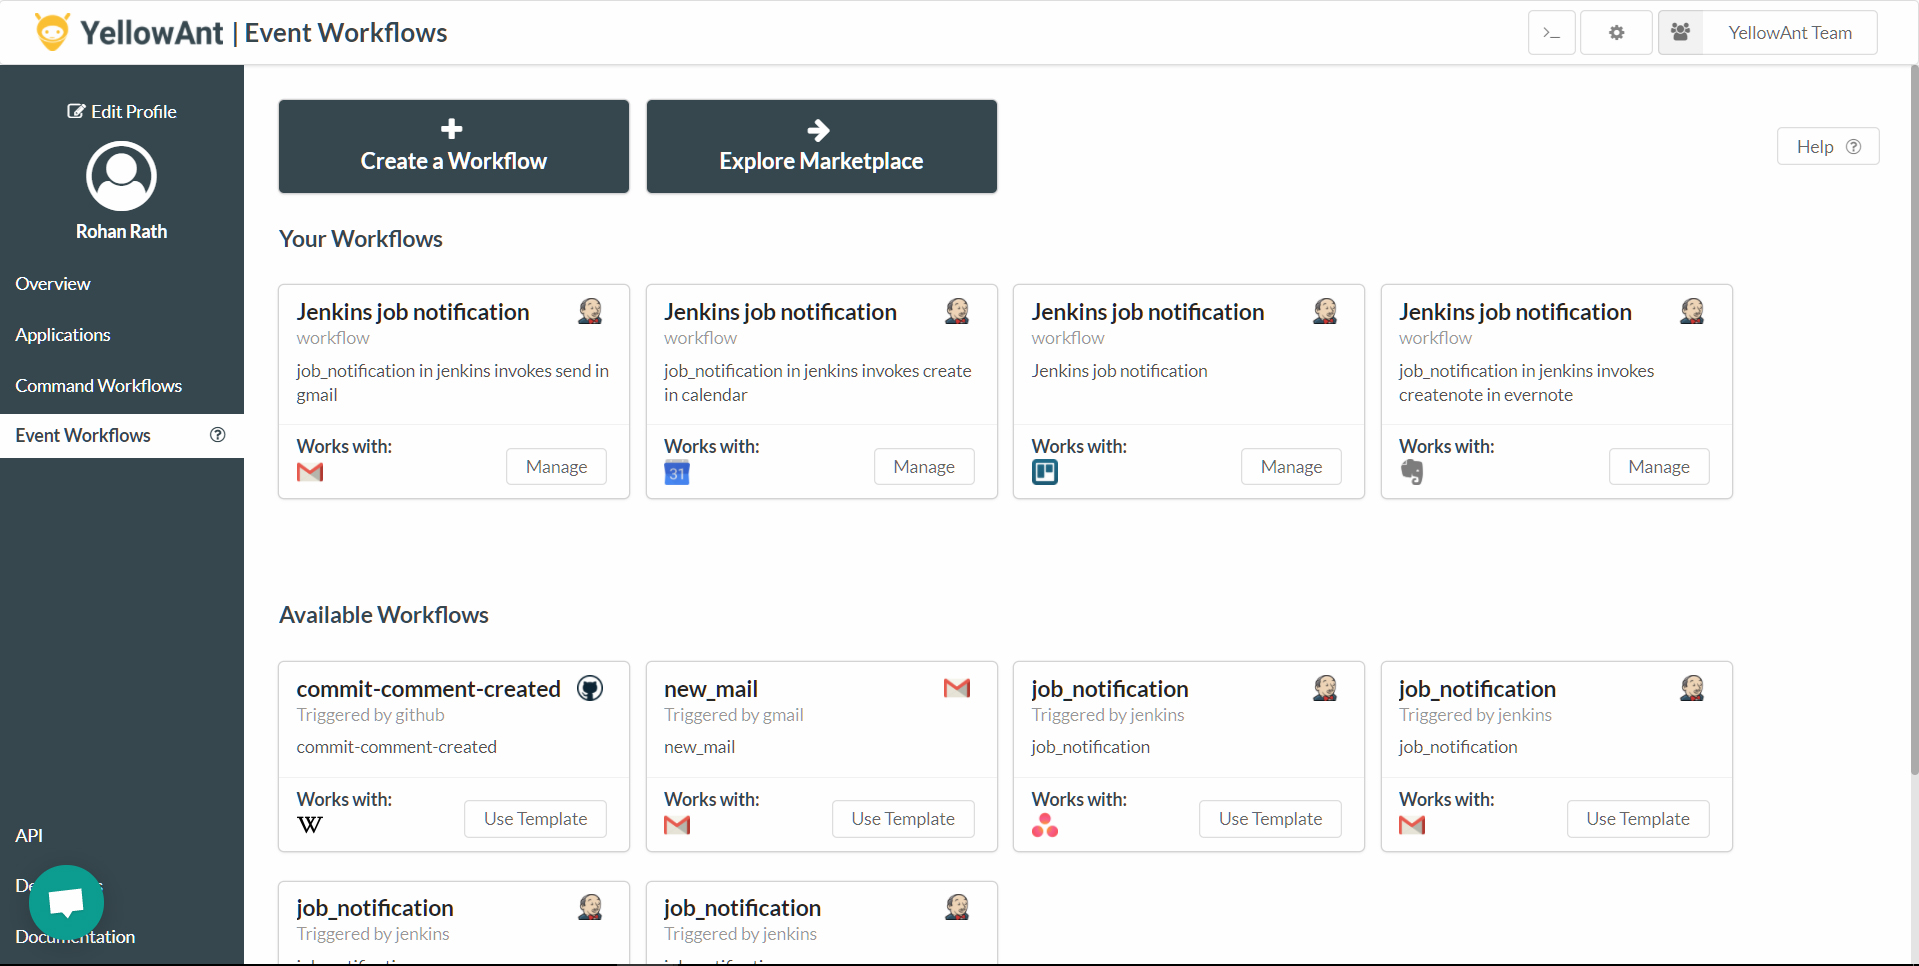 YellowAnt | Event Workflows
>_
YellowAnt Team
Edit Profile
Rohan Rath
Overview
Applications
Command Workflows
Event Workflows
API
Documentation
Create a Workflow
Explore Marketplace
Help
Your Workflows
Jenkins job notification
workflow
job_notification in jenkins invokes send in
gmail
Works with:
Manage
Jenkins job notification
workflow
job_notification in jenkins invokes create
in calendar
Works with:
31
Manage
Jenkins job notification
workflow
Jenkins job notification
Works with:
Manage
Jenkins job notification
workflow
job_notification in jenkins invokes
createnote in evernote
Works with:
Manage
Available Workflows
commit-comment-created
Triggered by github
commit-comment-created
Works with:
W
Use Template
new_mail
Triggered by gmail
new_mail
Works with:
Use Template
job_notification
Triggered by jenkins
job_notification
Works with:
Use Template
job_notification
Triggered by jenkins
job_notification
Works with:
Use Template
job_notification
Triggered by jenkins
job_notification
Triggered by jenkins